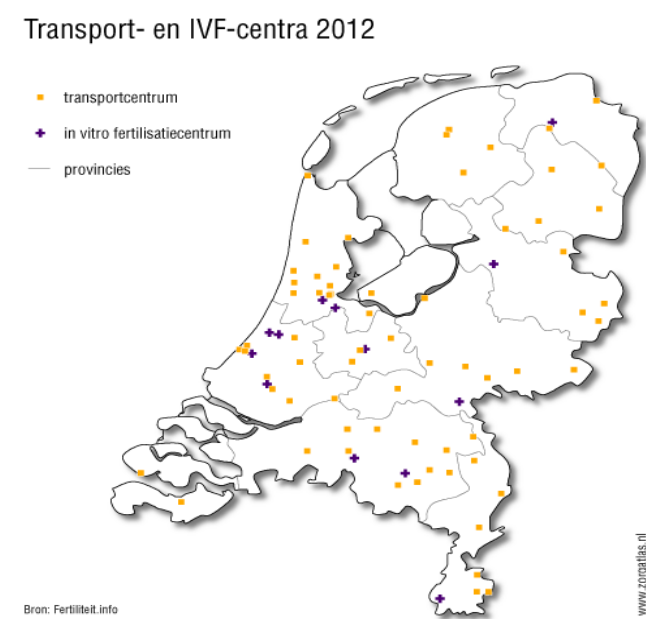 Transport- en IVF-centra 2012
transportcentrum
in vitro fertilisatiecentrum
provincies
Bron: Fertiliteit.info
www.zorgatlas.nl